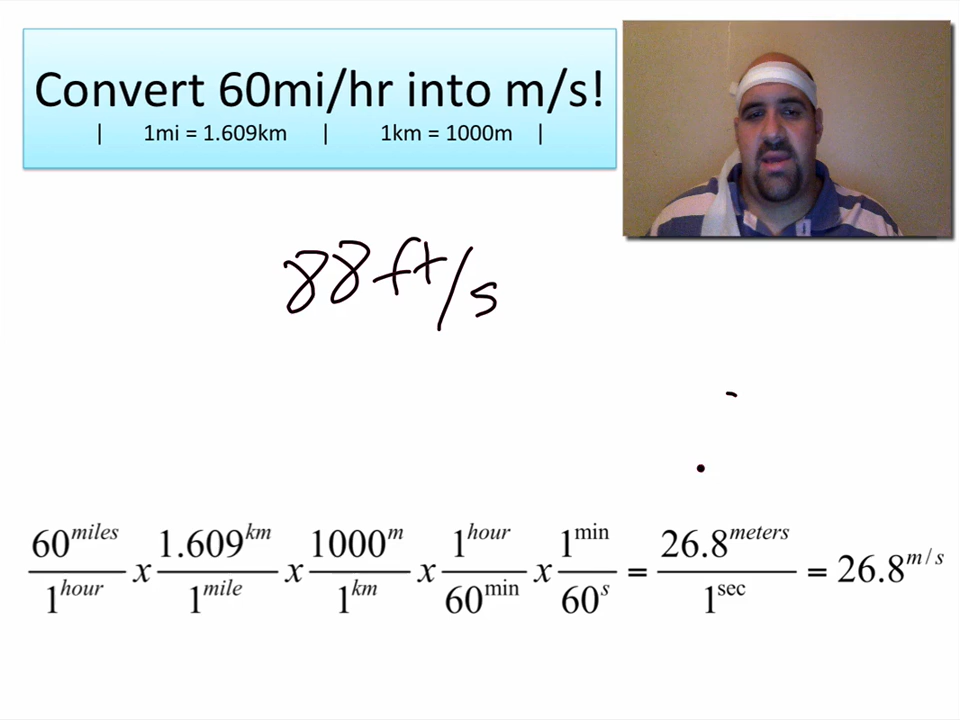 Convert 60mi/hr into m/s!
| 1mi = 1.609km | 1km = 1000m |
88ft/s
60 miles / 1 hour x 1.609 km / 1 mile x 1000 m / 1 km x 1 hour / 60 min x 1 min / 60 s = 26.8 meters / 1 sec = 26.8 m/s